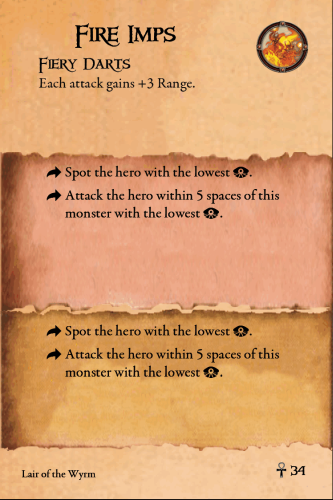 Fire Imps
Fiery Darts
Each attack gains +3 Range.
Spot the hero with the lowest .
Attack the hero within 5 spaces of this
monster with the lowest .
Spot the hero with the lowest .
Attack the hero within 5 spaces of this
monster with the lowest .
Lair of the Wyrm
34